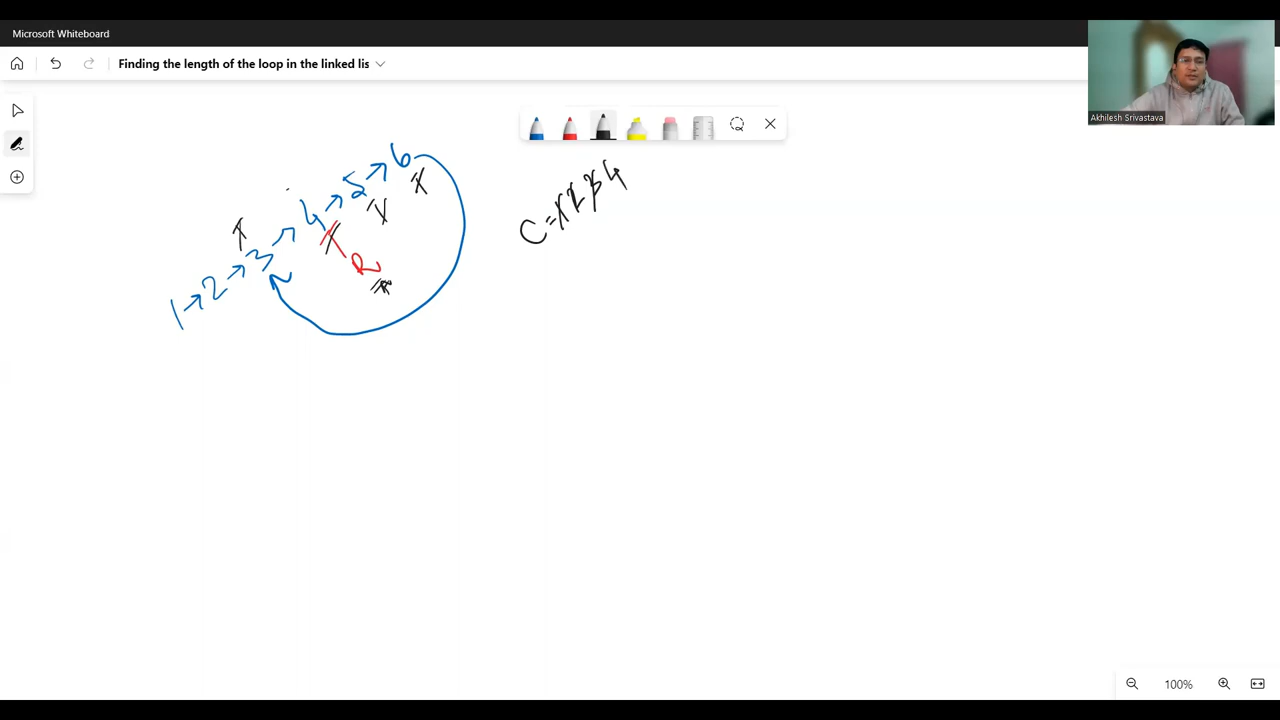 Microsoft Whiteboard
Finding the length of the loop in the linked lis
Akhilesh Srivastava
1→2→3→4→5→6
R
C=1234
100%